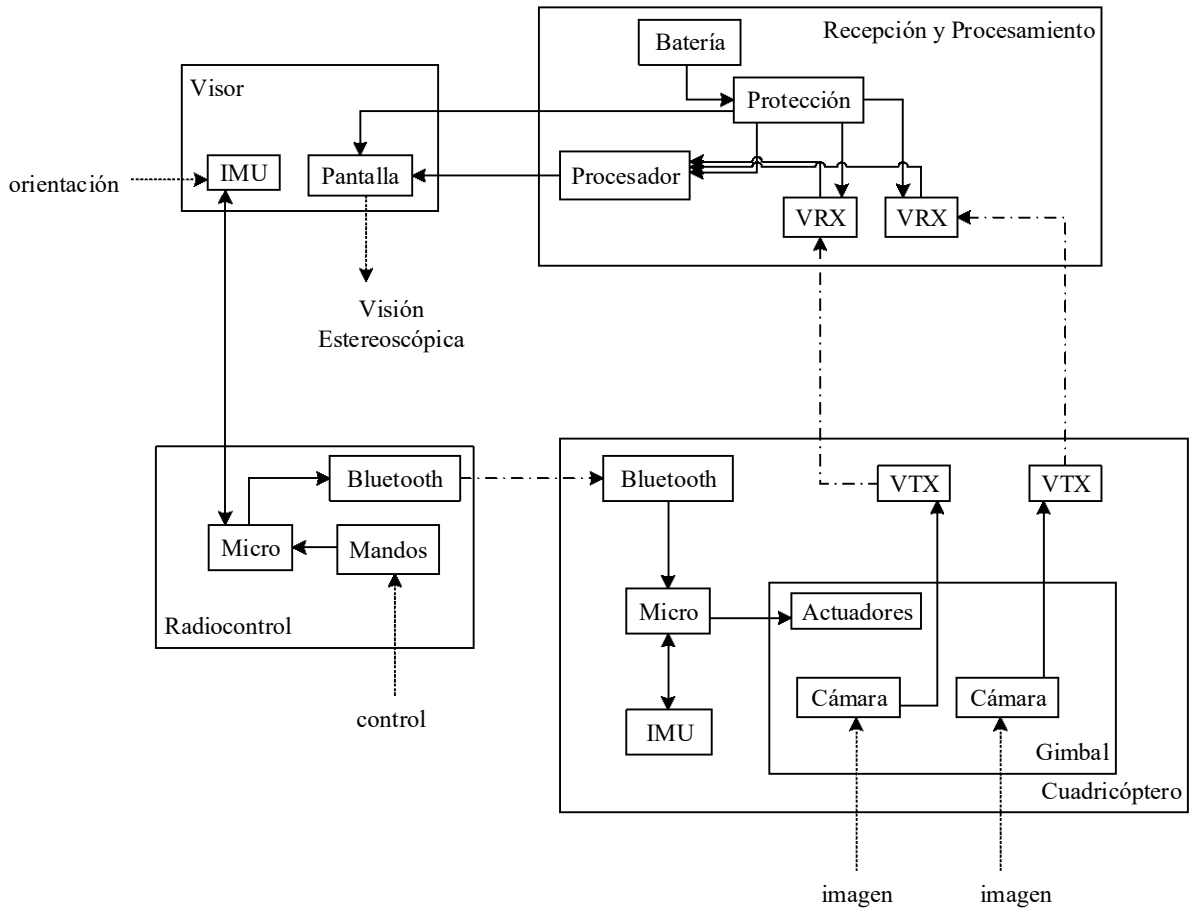 Recepción y Procesamiento
Batería
Protección
Visor
IMU
Pantalla
Procesador
VRX
VRX
orientación
Visión
Estereoscópica
Bluetooth
Micro
Mandos
Radiocontrol
control
Bluetooth
VTX
VTX
Micro
Actuadores
Cámara
Cámara
IMU
Gimbal
Cuadricóptero
imagen
imagen